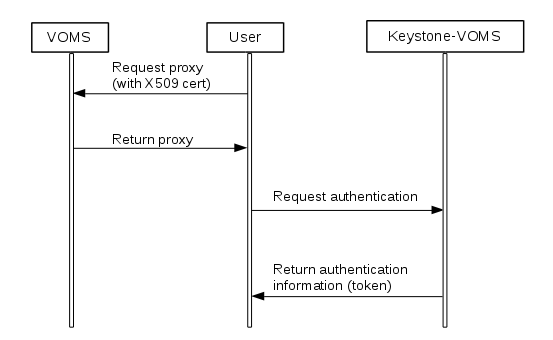 VOMS
User
Keystone-VOMS
Request proxy
(with X509 cert)
Return proxy
Request authentication
Return authentication
information (token)